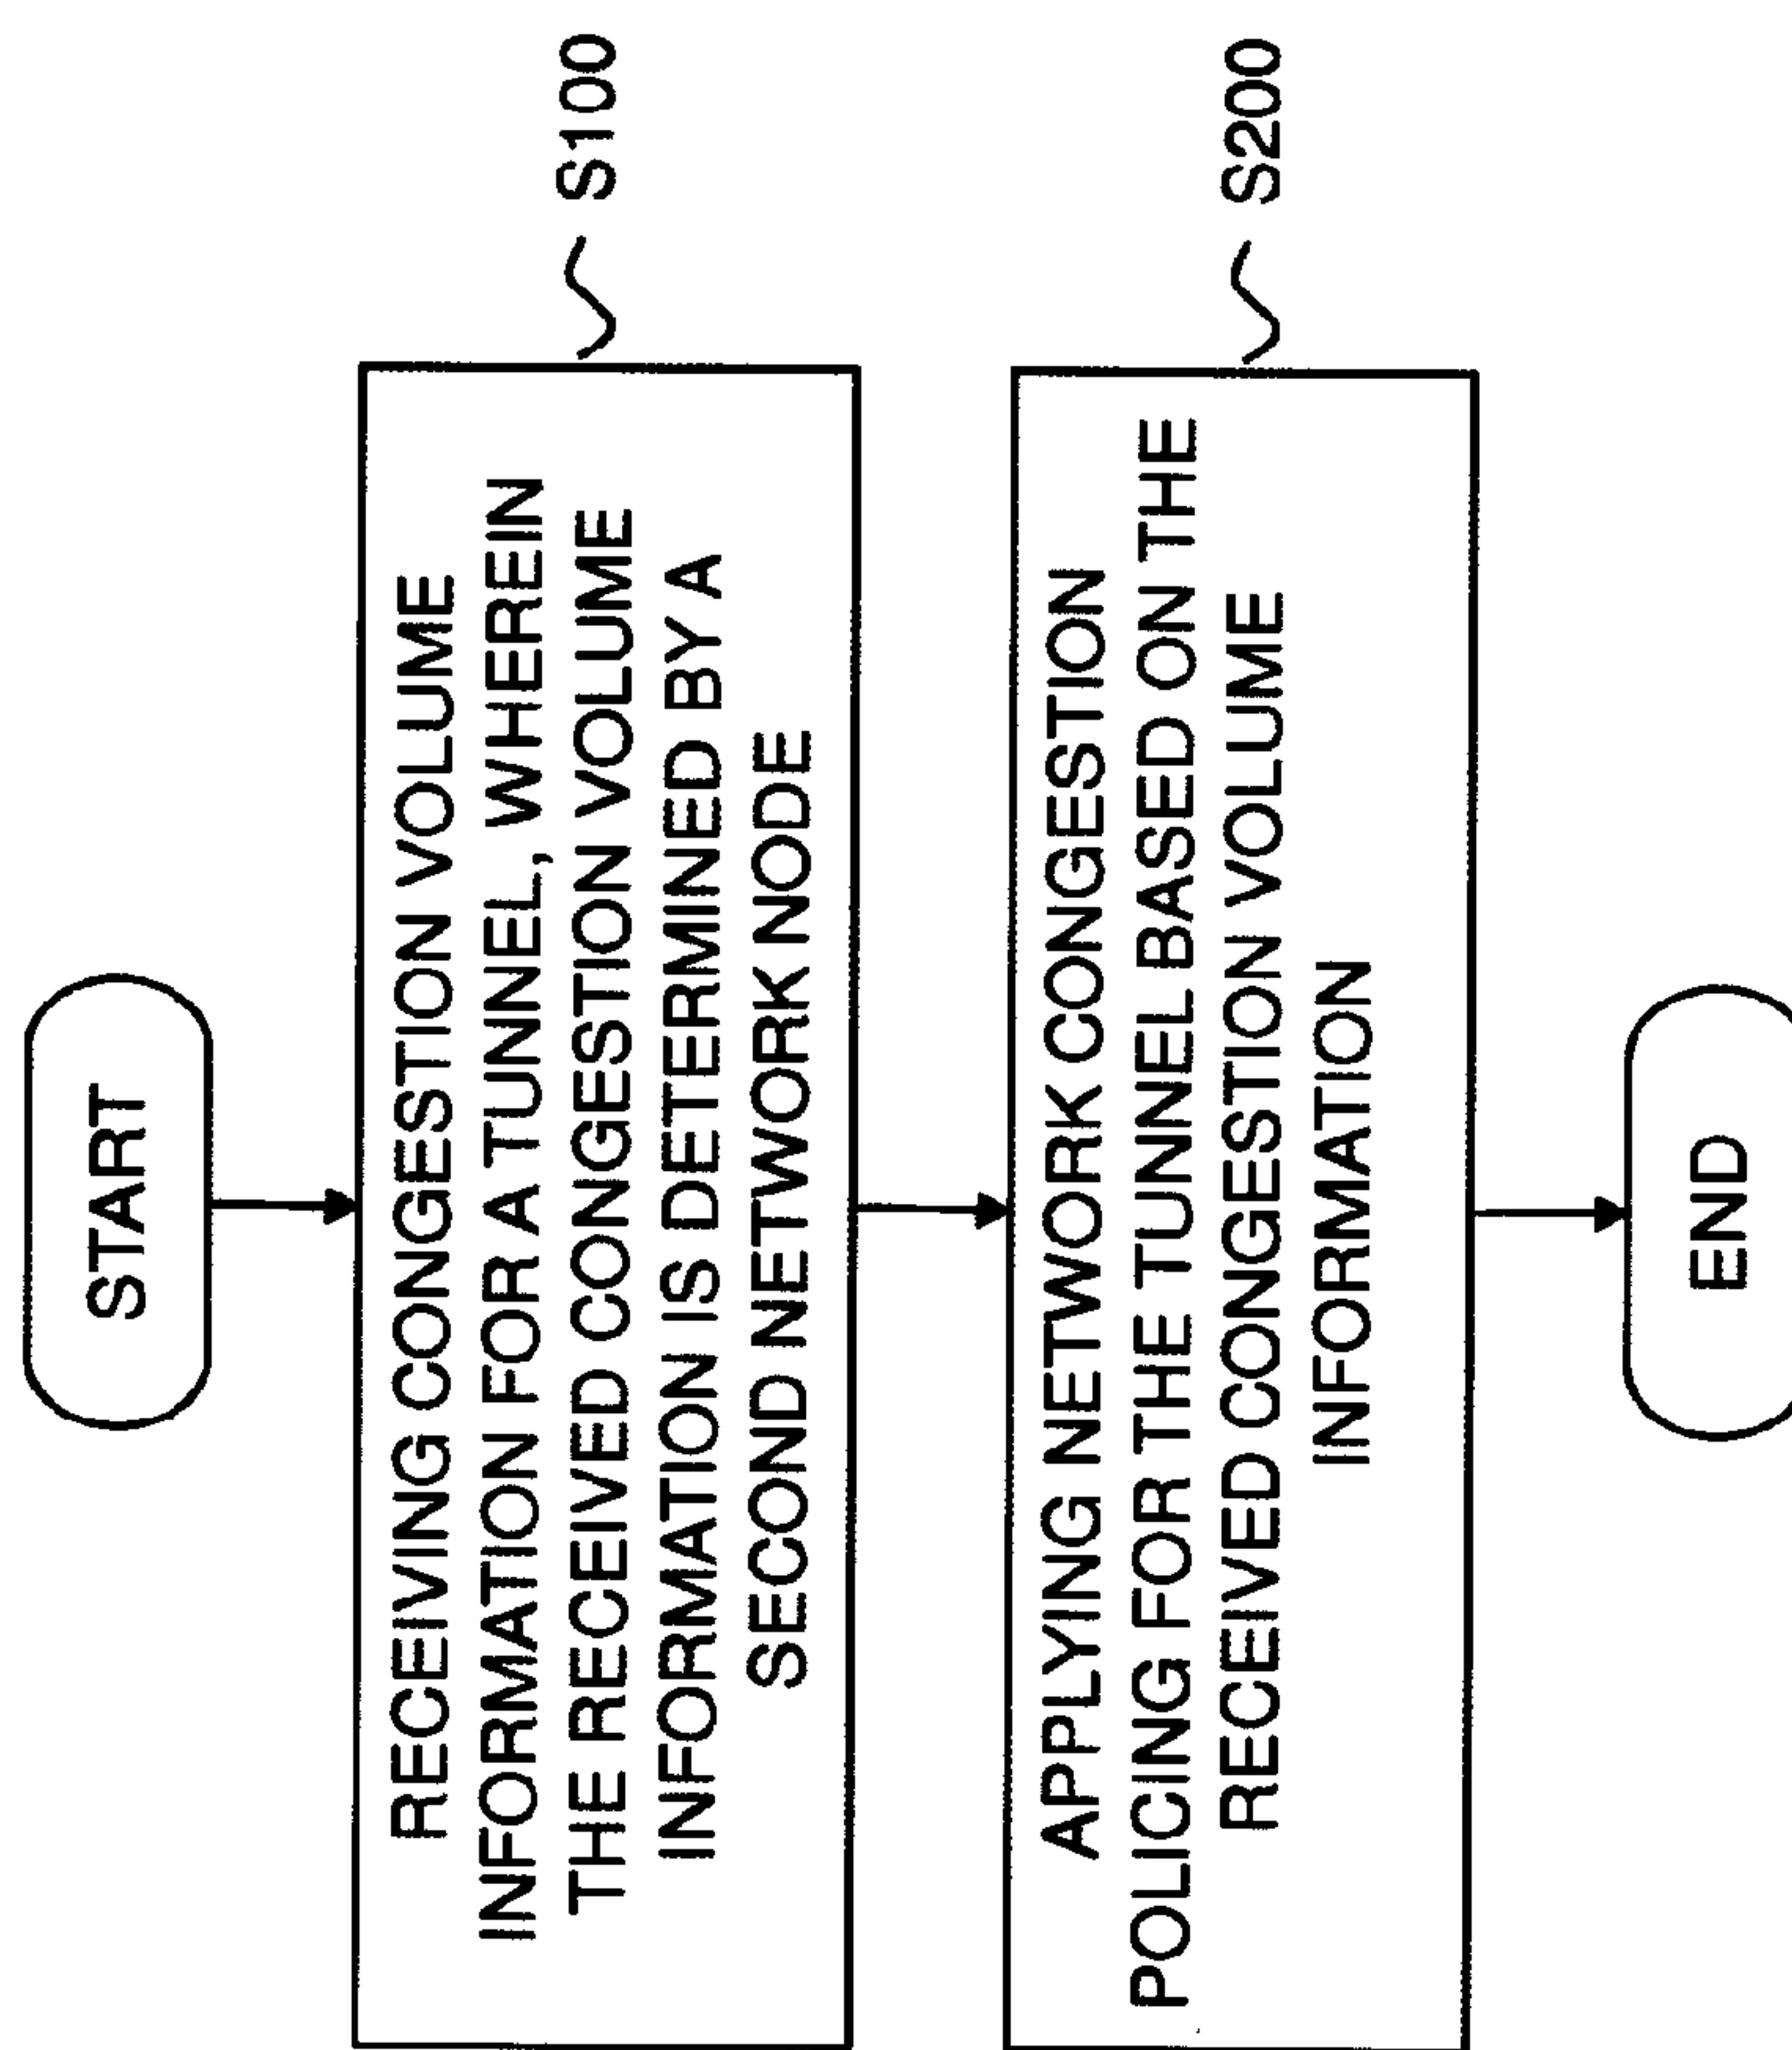 START
RECEIVING CONGESTION VOLUME
INFORMATION FOR A TUNNEL, WHEREIN
THE RECEIVED CONGESTION VOLUME
INFORMATION IS DETERMINED BY A
SECOND NETWORK NODE
S100
APPLYING NETWORK CONGESTION
POLICING FOR THE TUNNEL BASED ON THE
RECEIVED CONGESTION VOLUME
INFORMATION
S200
END